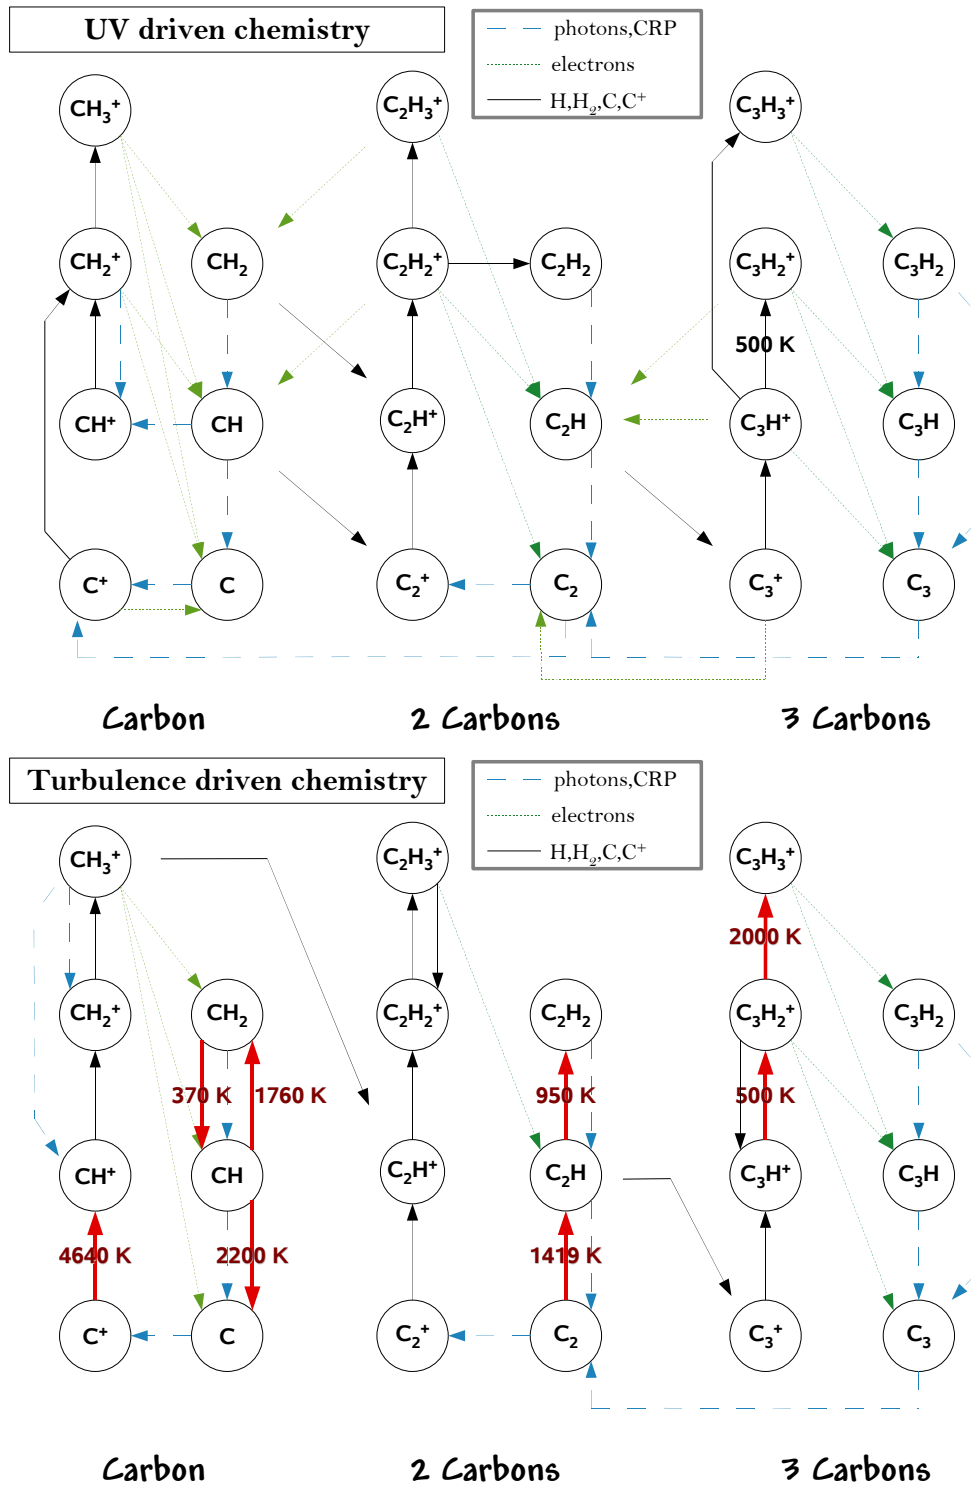 UV driven chemistry
photons,CRP
electrons
H,H₂,C,C⁺
CH₃⁺
C₂H₃⁺
C₃H₃⁺
CH₂⁺
CH₂
C₂H₂⁺
C₂H₂
C₃H₂⁺
C₃H₂
500 K
CH⁺
CH
C₂H⁺
C₂H
C₃H⁺
C₃H
C⁺
C
C₂⁺
C₂
C₃⁺
C₃
Carbon
2 Carbons
3 Carbons
Turbulence driven chemistry
photons,CRP
electrons
H,H₂,C,C⁺
CH₃⁺
C₂H₃⁺
C₃H₃⁺
2000 K
CH₂⁺
CH₂
C₂H₂⁺
C₂H₂
C₃H₂⁺
C₃H₂
370 K
1760 K
950 K
500 K
CH⁺
CH
C₂H⁺
C₂H
C₃H⁺
C₃H
4640 K
2200 K
1419 K
C⁺
C
C₂⁺
C₂
C₃⁺
C₃
Carbon
2 Carbons
3 Carbons